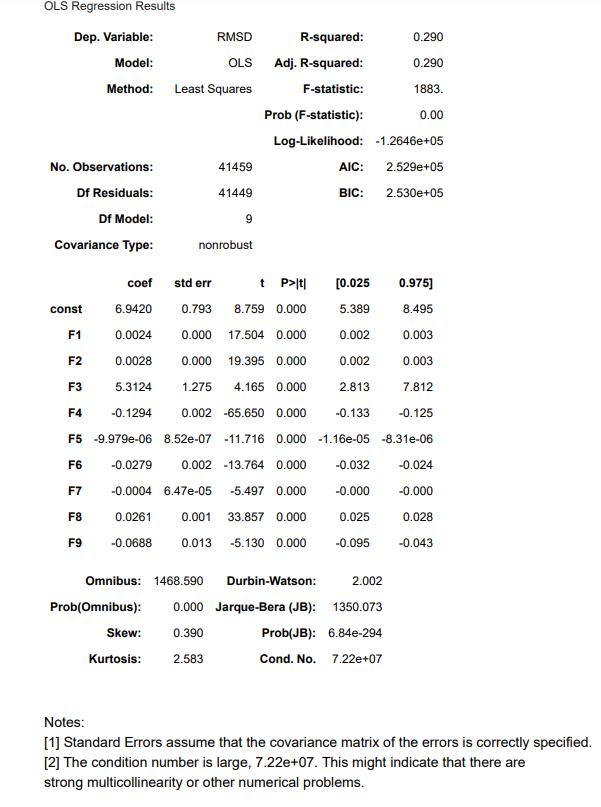 OLS Regression Results
Dep. Variable: RMSD R-squared: 0.290
Model: OLS Adj. R-squared: 0.290
Method: Least Squares F-statistic: 1883.
Prob (F-statistic): 0.00
Log-Likelihood: -1.2646e+05
No. Observations: 41459 AIC: 2.529e+05
Df Residuals: 41449 BIC: 2.530e+05
Df Model: 9
Covariance Type: nonrobust
coef std err t P>|t| [0.025 0.975]
const 6.9420 0.793 8.759 0.000 5.389 8.495
F1 0.0024 0.000 17.504 0.000 0.002 0.003
F2 0.0028 0.000 19.395 0.000 0.002 0.003
F3 5.3124 1.275 4.165 0.000 2.813 7.812
F4 -0.1294 0.002 -65.650 0.000 -0.133 -0.125
F5 -9.979e-06 8.52e-07 -11.716 0.000 -1.16e-05 -8.31e-06
F6 -0.0279 0.002 -13.764 0.000 -0.032 -0.024
F7 -0.0004 6.47e-05 -5.497 0.000 -0.000 -0.000
F8 0.0261 0.001 33.857 0.000 0.025 0.028
F9 -0.0688 0.013 -5.130 0.000 -0.095 -0.043
Omnibus: 1468.590 Durbin-Watson: 2.002
Prob(Omnibus): 0.000 Jarque-Bera (JB): 1350.073
Skew: 0.390 Prob(JB): 6.84e-294
Kurtosis: 2.583 Cond. No. 7.22e+07
Notes:
[1] Standard Errors assume that the covariance matrix of the errors is correctly specified.
[2] The condition number is large, 7.22e+07. This might indicate that there are
strong multicollinearity or other numerical problems.